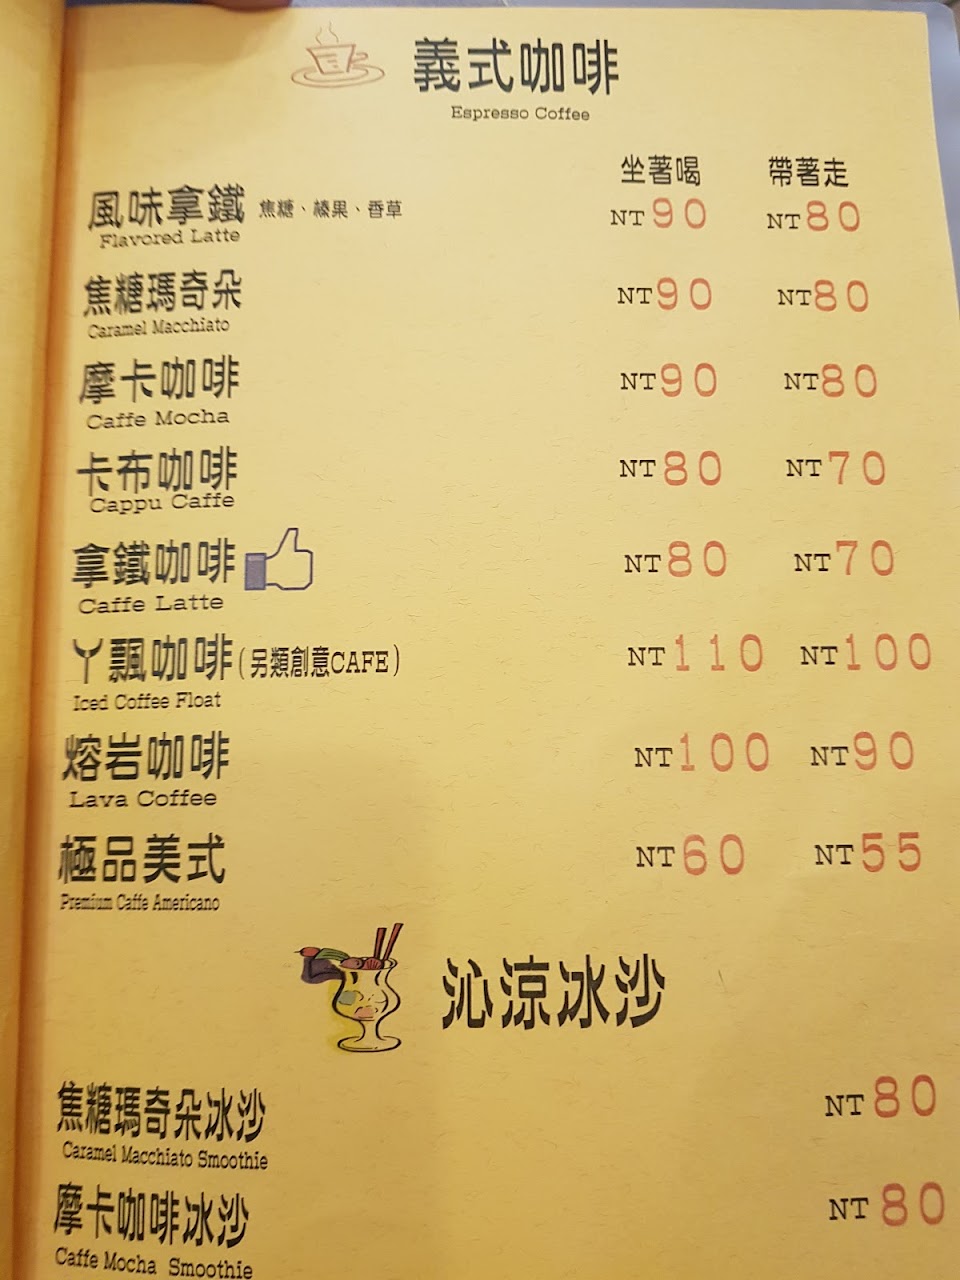 義式咖啡
Espresso Coffee
坐著喝 帶著走
風味拿鐵 焦糖、榛果、香草 NT90 NT80
Flavored Latte
焦糖瑪奇朵 NT90 NT80
Caramel Macchiato
摩卡咖啡 NT90 NT80
Caffe Mocha
卡布咖啡 NT80 NT70
Cappu Caffe
拿鐵咖啡 NT80 NT70
Caffe Latte
ㄚ飄咖啡(另類創意CAFE) NT110 NT100
Iced Coffee Float
熔岩咖啡 NT100 NT90
Lava Coffee
極品美式 NT60 NT55
Premium Caffe Americano
沁涼冰沙
焦糖瑪奇朵冰沙 NT80
Caramel Macchiato Smoothie
摩卡咖啡冰沙 NT80
Caffe Mocha Smoothie